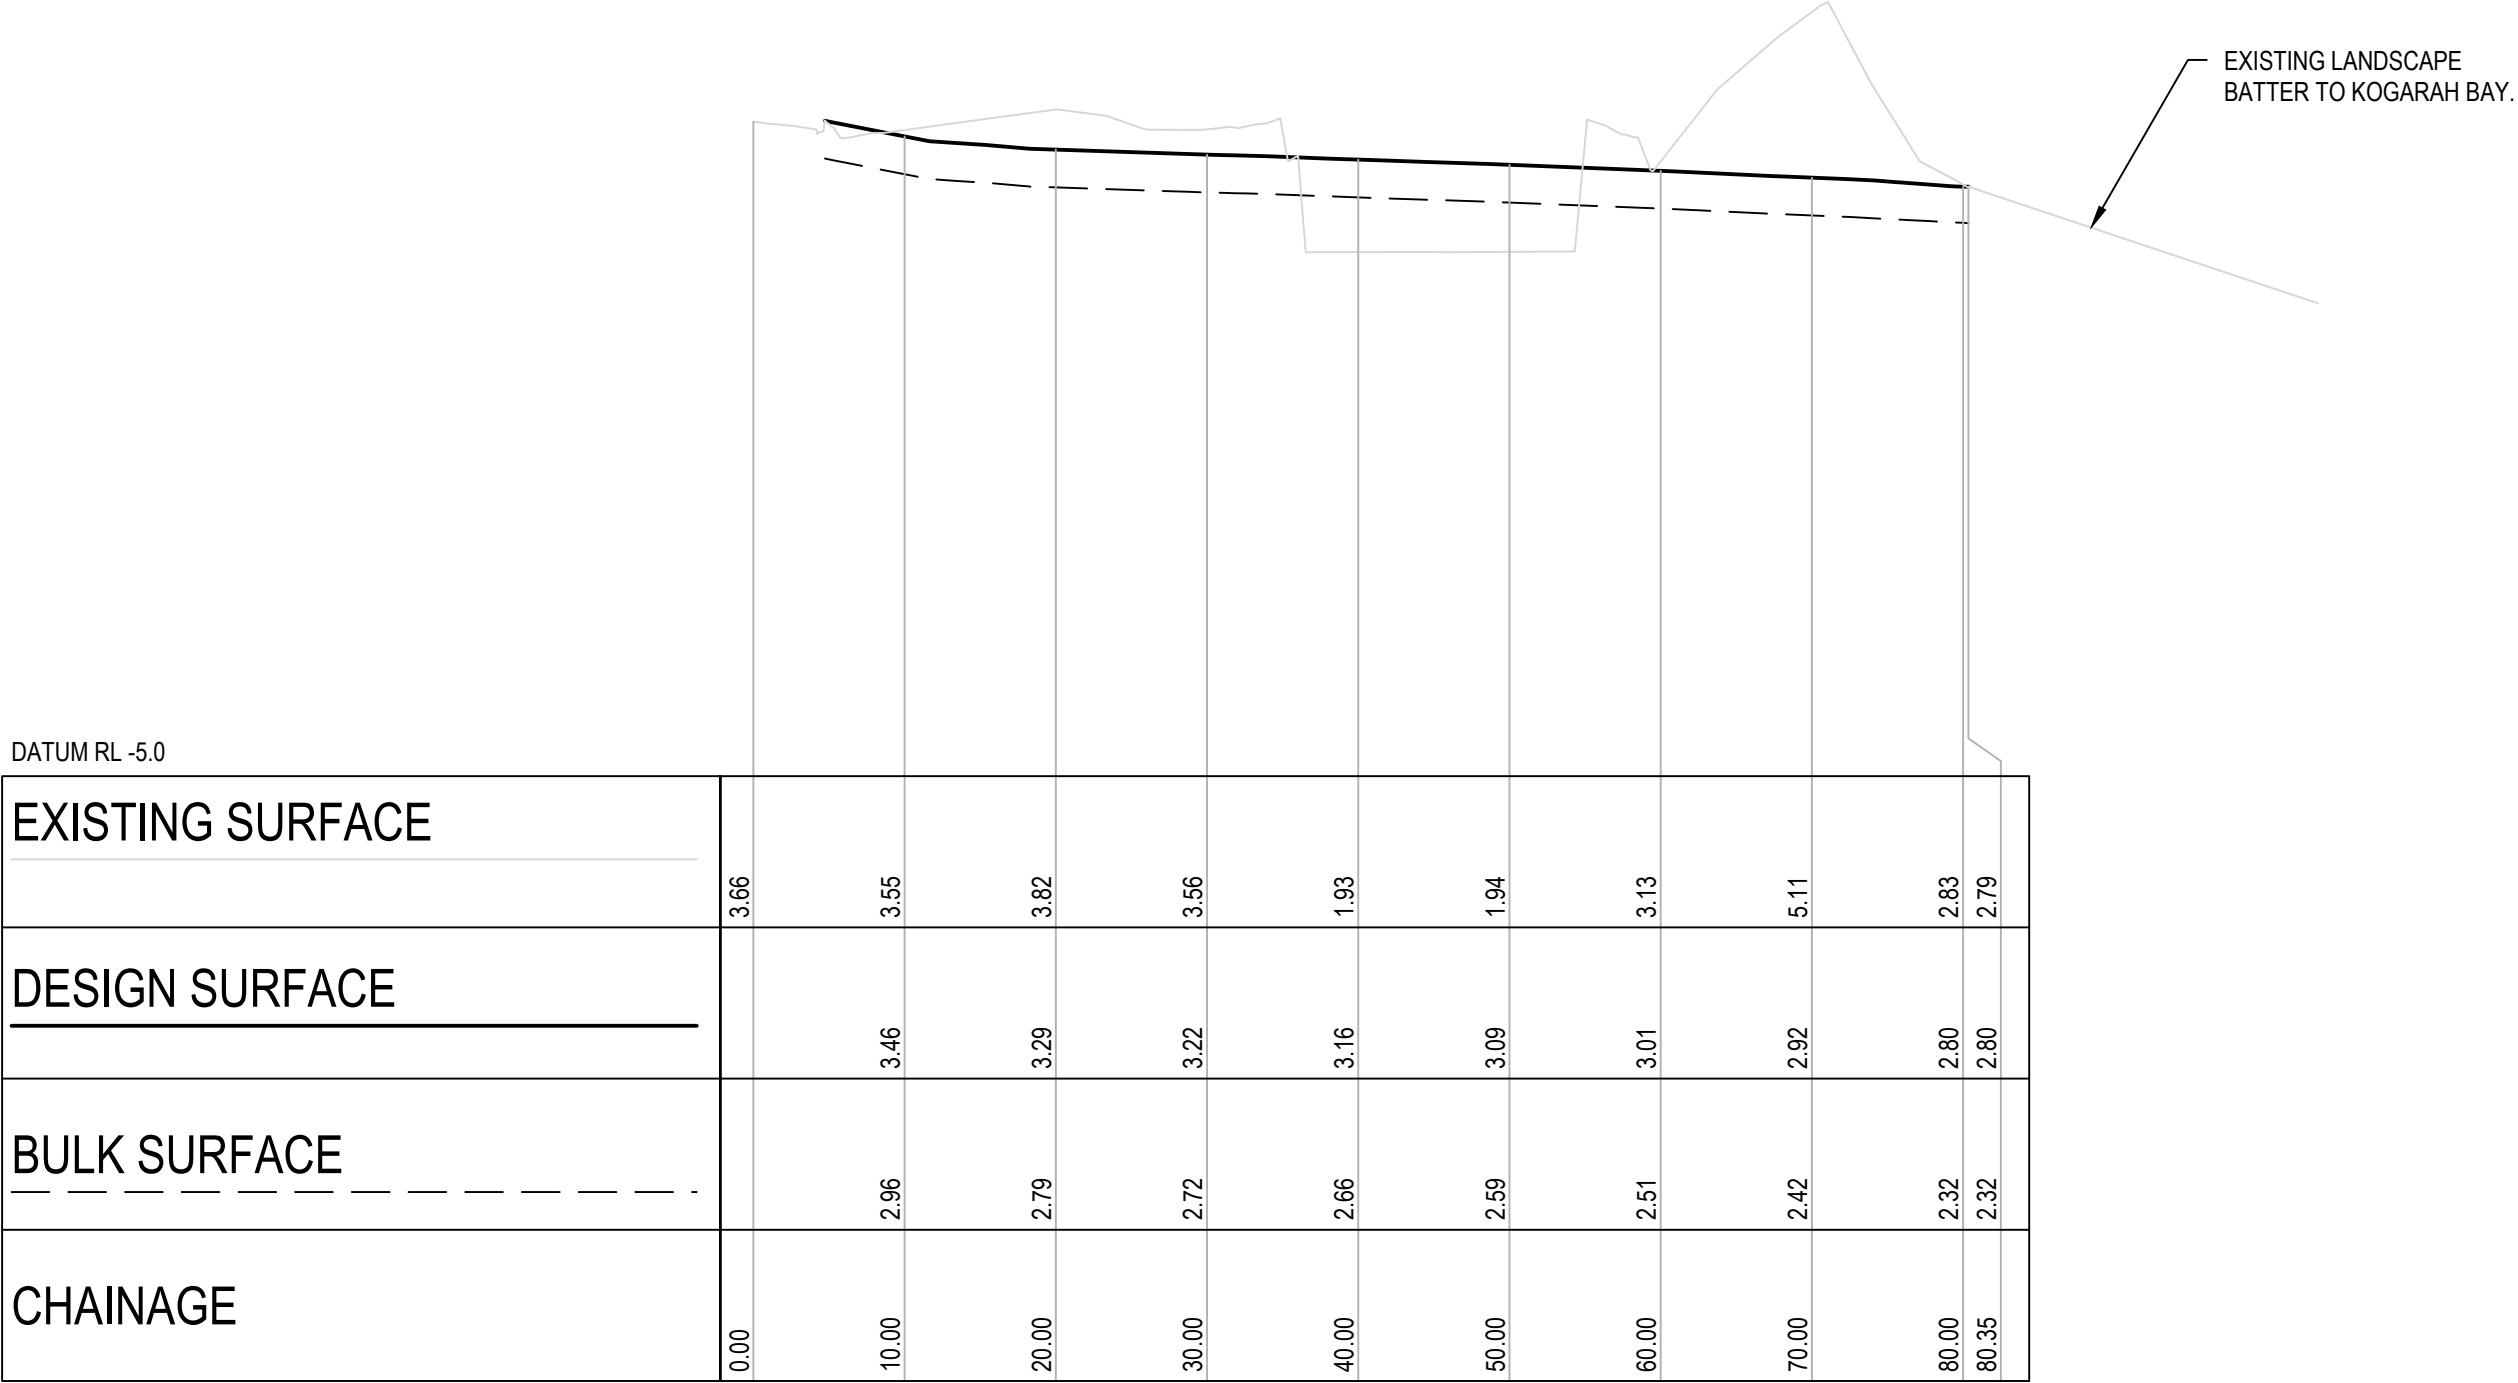 EXISTING LANDSCAPE
BATTER TO KOGARAH BAY.
DATUM RL -5.0
EXISTING SURFACE
3.66 3.55 3.82 3.56 1.93 1.94 3.13 5.11 2.83 2.79
DESIGN SURFACE
3.46 3.29 3.22 3.16 3.09 3.01 2.92 2.80 2.80
BULK SURFACE
2.96 2.79 2.72 2.66 2.59 2.51 2.42 2.32 2.32
CHAINAGE
0.00 10.00 20.00 30.00 40.00 50.00 60.00 70.00 80.00 80.35